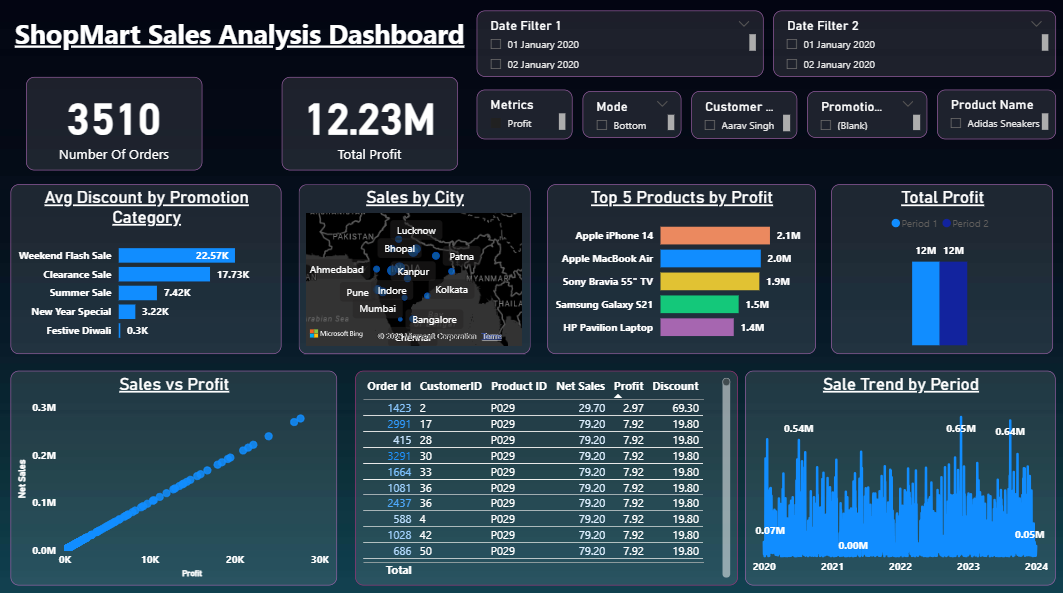 ShopMart Sales Analysis Dashboard
Date Filter 1
01 January 2020
02 January 2020
Date Filter 2
01 January 2020
02 January 2020
3510
Number Of Orders
12.23M
Total Profit
Metrics
Profit
Mode
Bottom
Customer ...
Aarav Singh
Promotio...
(Blank)
Product Name
Adidas Sneakers
Avg Discount by Promotion
Category
Weekend Flash Sale 22.57K
Clearance Sale 17.73K
Summer Sale 7.42K
New Year Special 3.22K
Festive Diwali 0.3K
Sales by City
PAKISTAN
Lucknow
Bhopal
Patna
Ahmedabad
Kanpur
MYANMAR
Pune
Indore
Kolkata
Mumbai
THAILA
Arabian Sea
Bangalore
Microsoft Bing
Microsoft Corporation Terms
Chennai
Top 5 Products by Profit
Apple iPhone 14 2.1M
Apple MacBook Air 2.0M
Sony Bravia 55" TV 1.9M
Samsung Galaxy S21 1.5M
HP Pavilion Laptop 1.4M
Total Profit
Period 1 Period 2
12M 12M
Sales vs Profit
Net Sales
0.3M
0.2M
0.1M
0.0M
0K 10K 20K 30K
Profit
Order Id CustomerID Product ID Net Sales Profit Discount
1423 2 P029 29.70 2.97 69.30
2991 17 P029 79.20 7.92 19.80
415 28 P029 79.20 7.92 19.80
3291 30 P029 79.20 7.92 19.80
1664 33 P029 79.20 7.92 19.80
1081 36 P029 79.20 7.92 19.80
2437 36 P029 79.20 7.92 19.80
588 4 P029 79.20 7.92 19.80
1028 42 P029 79.20 7.92 19.80
686 50 P029 79.20 7.92 19.80
Total
Sale Trend by Period
0.54M 0.65M 0.64M
0.07M 0.00M 0.05M
2020 2021 2022 2023 2024